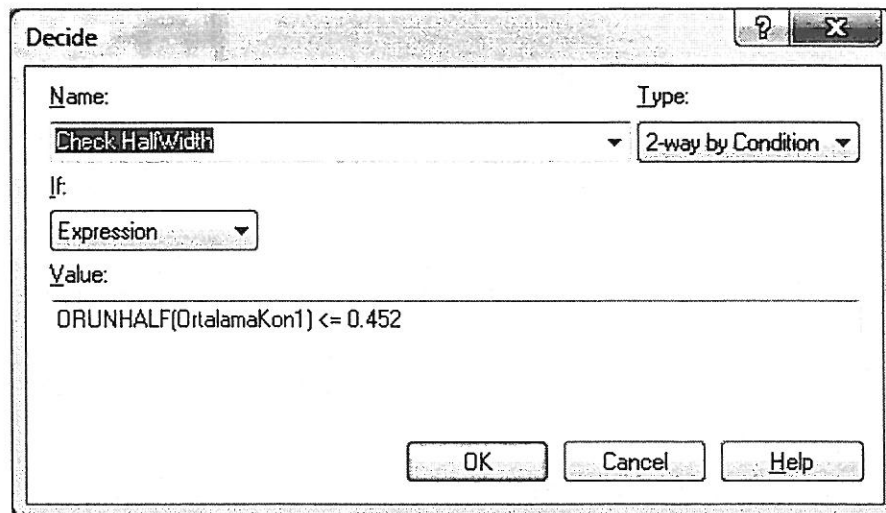 Decide
Name:
Type:
Check HalfWidth
2-way by Condition
If:
Expression
Value:
ORUNHALF(OrtalamaKon1) <= 0.452
OK
Cancel
Help